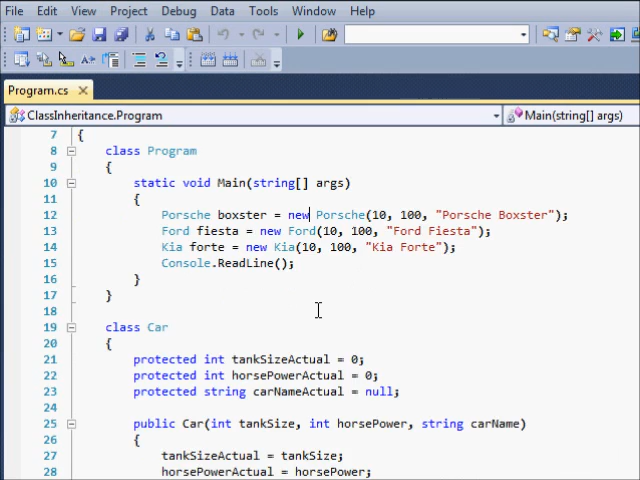 File Edit View Project Debug Data Tools Window Help
Program.cs
ClassInheritance.Program
Main(string[] args)
7 {
8 class Program
9 {
10 static void Main(string[] args)
11 {
12 Porsche boxster = new Porsche(10, 100, "Porsche Boxster");
13 Ford fiesta = new Ford(10, 100, "Ford Fiesta");
14 Kia forte = new Kia(10, 100, "Kia Forte");
15 Console.ReadLine();
16 }
17 }
18
19 class Car
20 {
21 protected int tankSizeActual = 0;
22 protected int horsePowerActual = 0;
23 protected string carNameActual = null;
24
25 public Car(int tankSize, int horsePower, string carName)
26 {
27 tankSizeActual = tankSize;
28 horsePowerActual = horsePower;